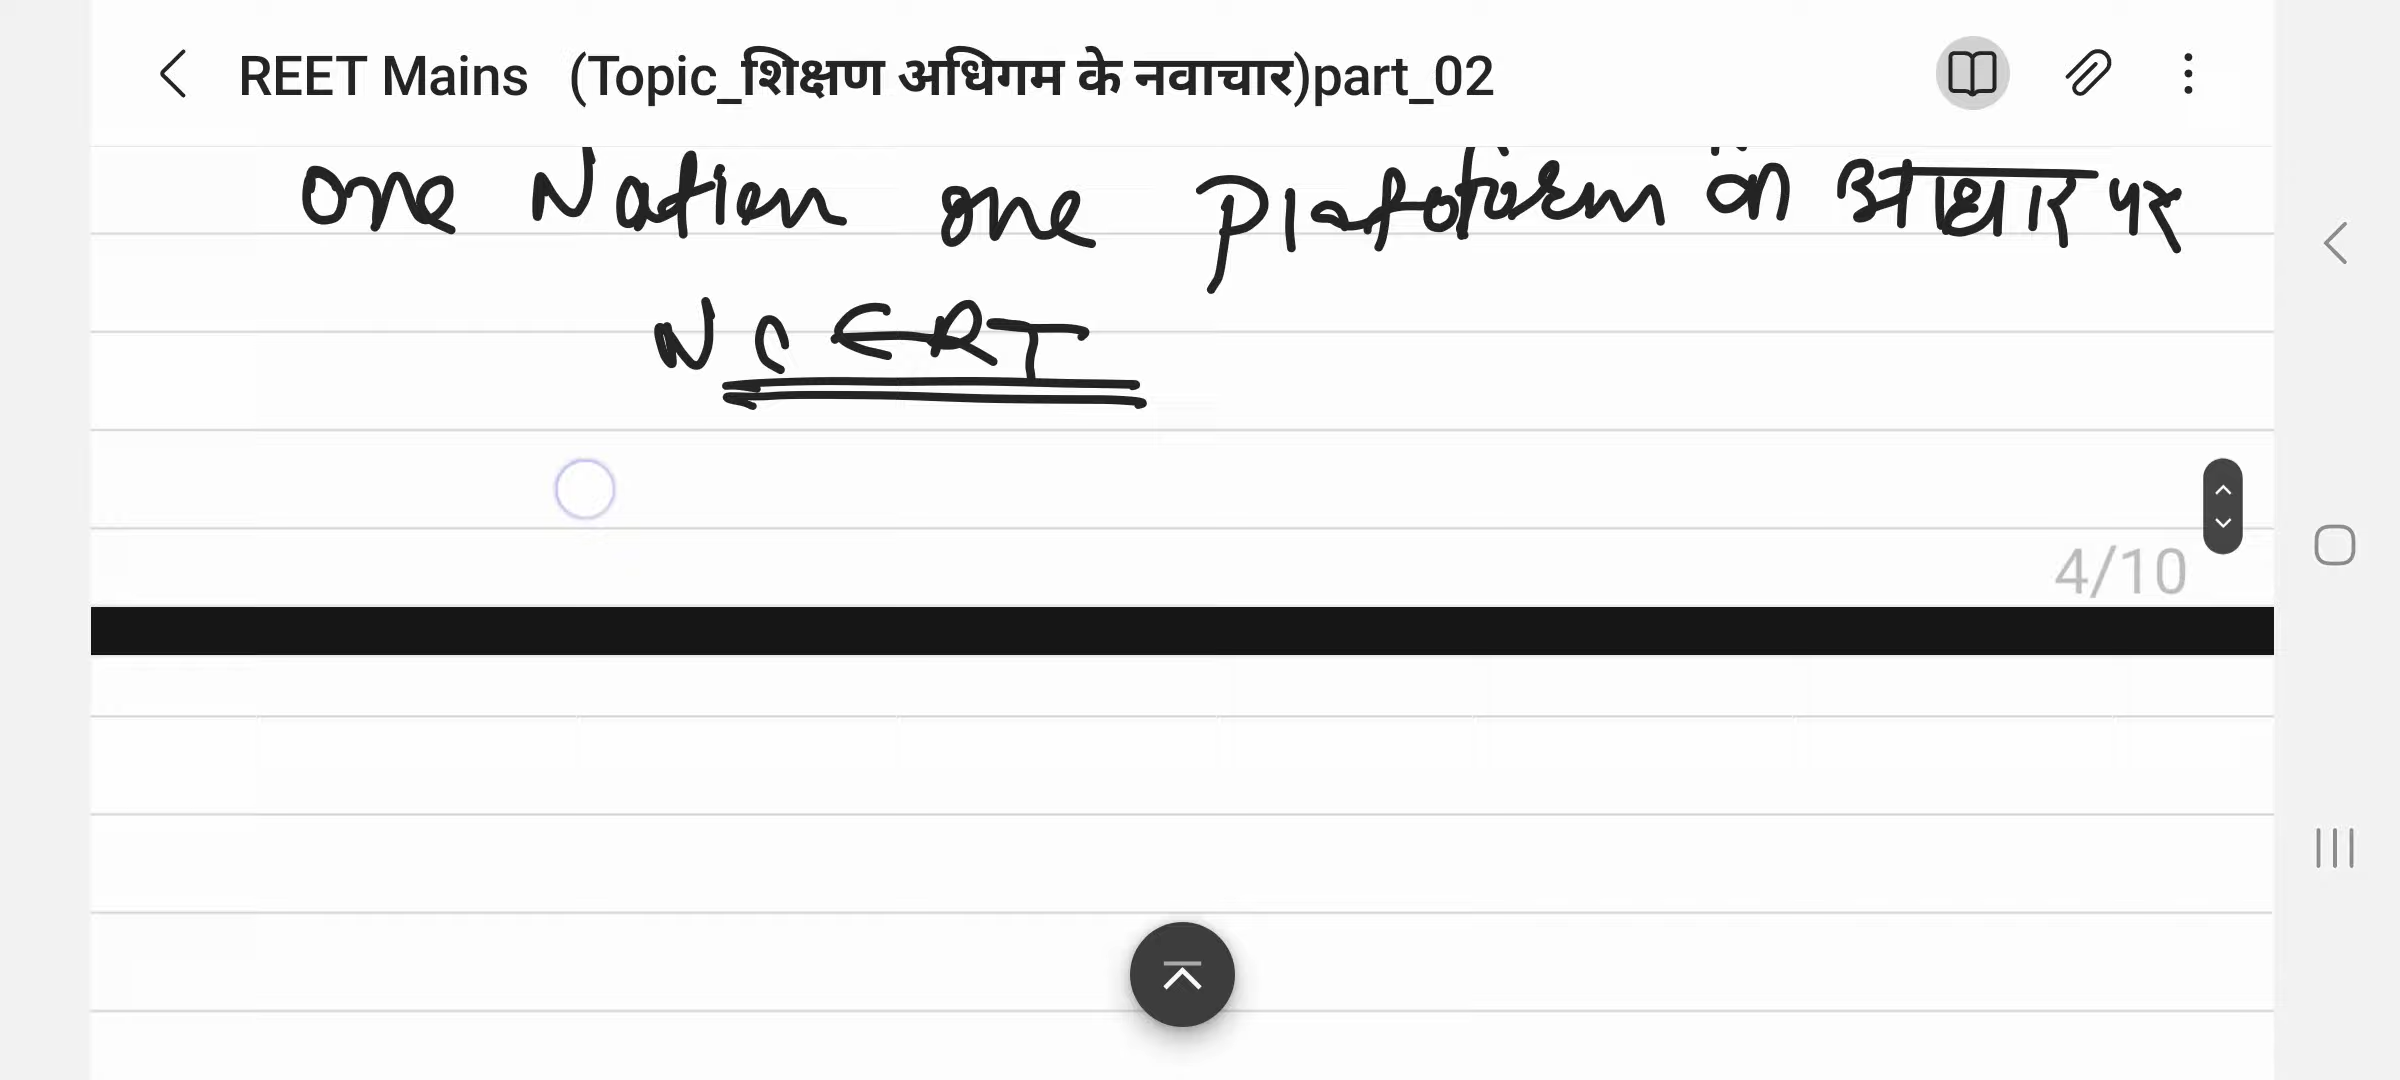 REET Mains (Topic_शिक्षण अधिगम के नवाचार)part_02
one Nation one Platform के आधार पर
NCERT
4/10